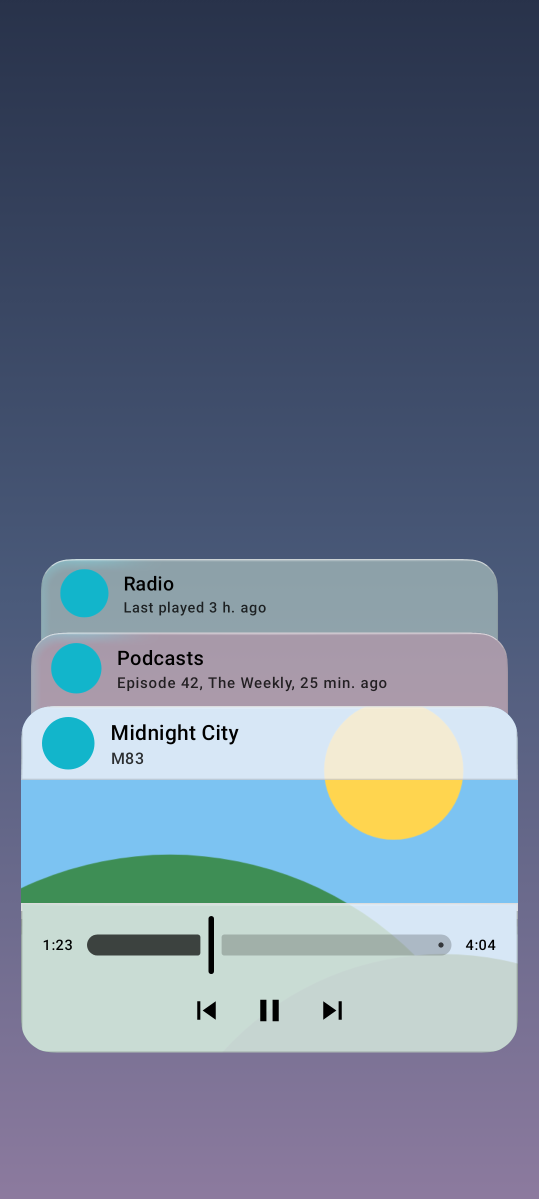 Radio
Last played 3 h. ago
Podcasts
Episode 42, The Weekly, 25 min. ago
Midnight City
M83
1:23
4:04